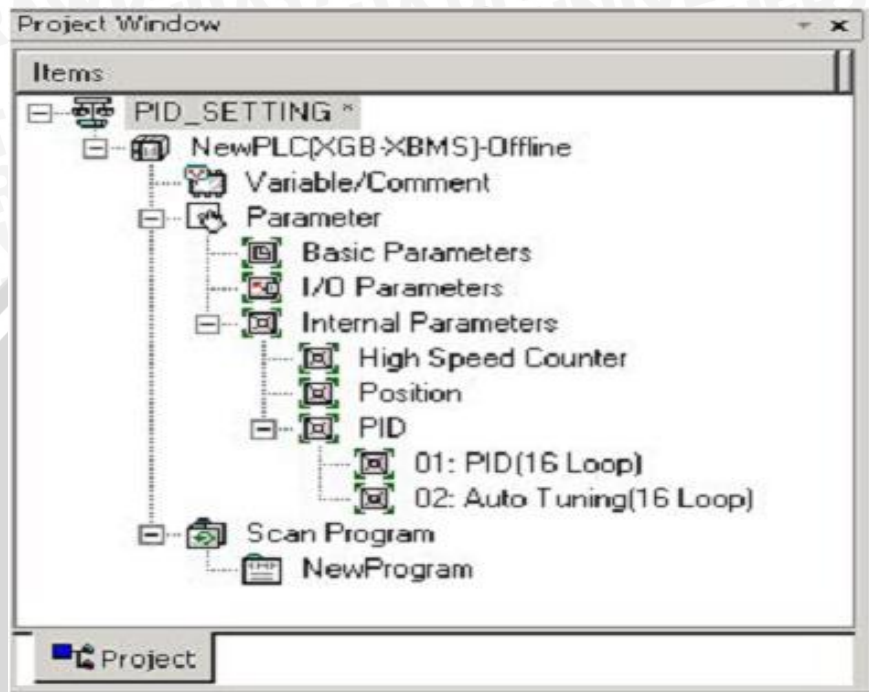 Project Window
Items
PID_SETTING *
NewPLC(XGB-XBMS)-Offline
Variable/Comment
Parameter
Basic Parameters
I/O Parameters
Internal Parameters
High Speed Counter
Position
PID
01: PID(16 Loop)
02: Auto Tuning(16 Loop)
Scan Program
NewProgram
Project